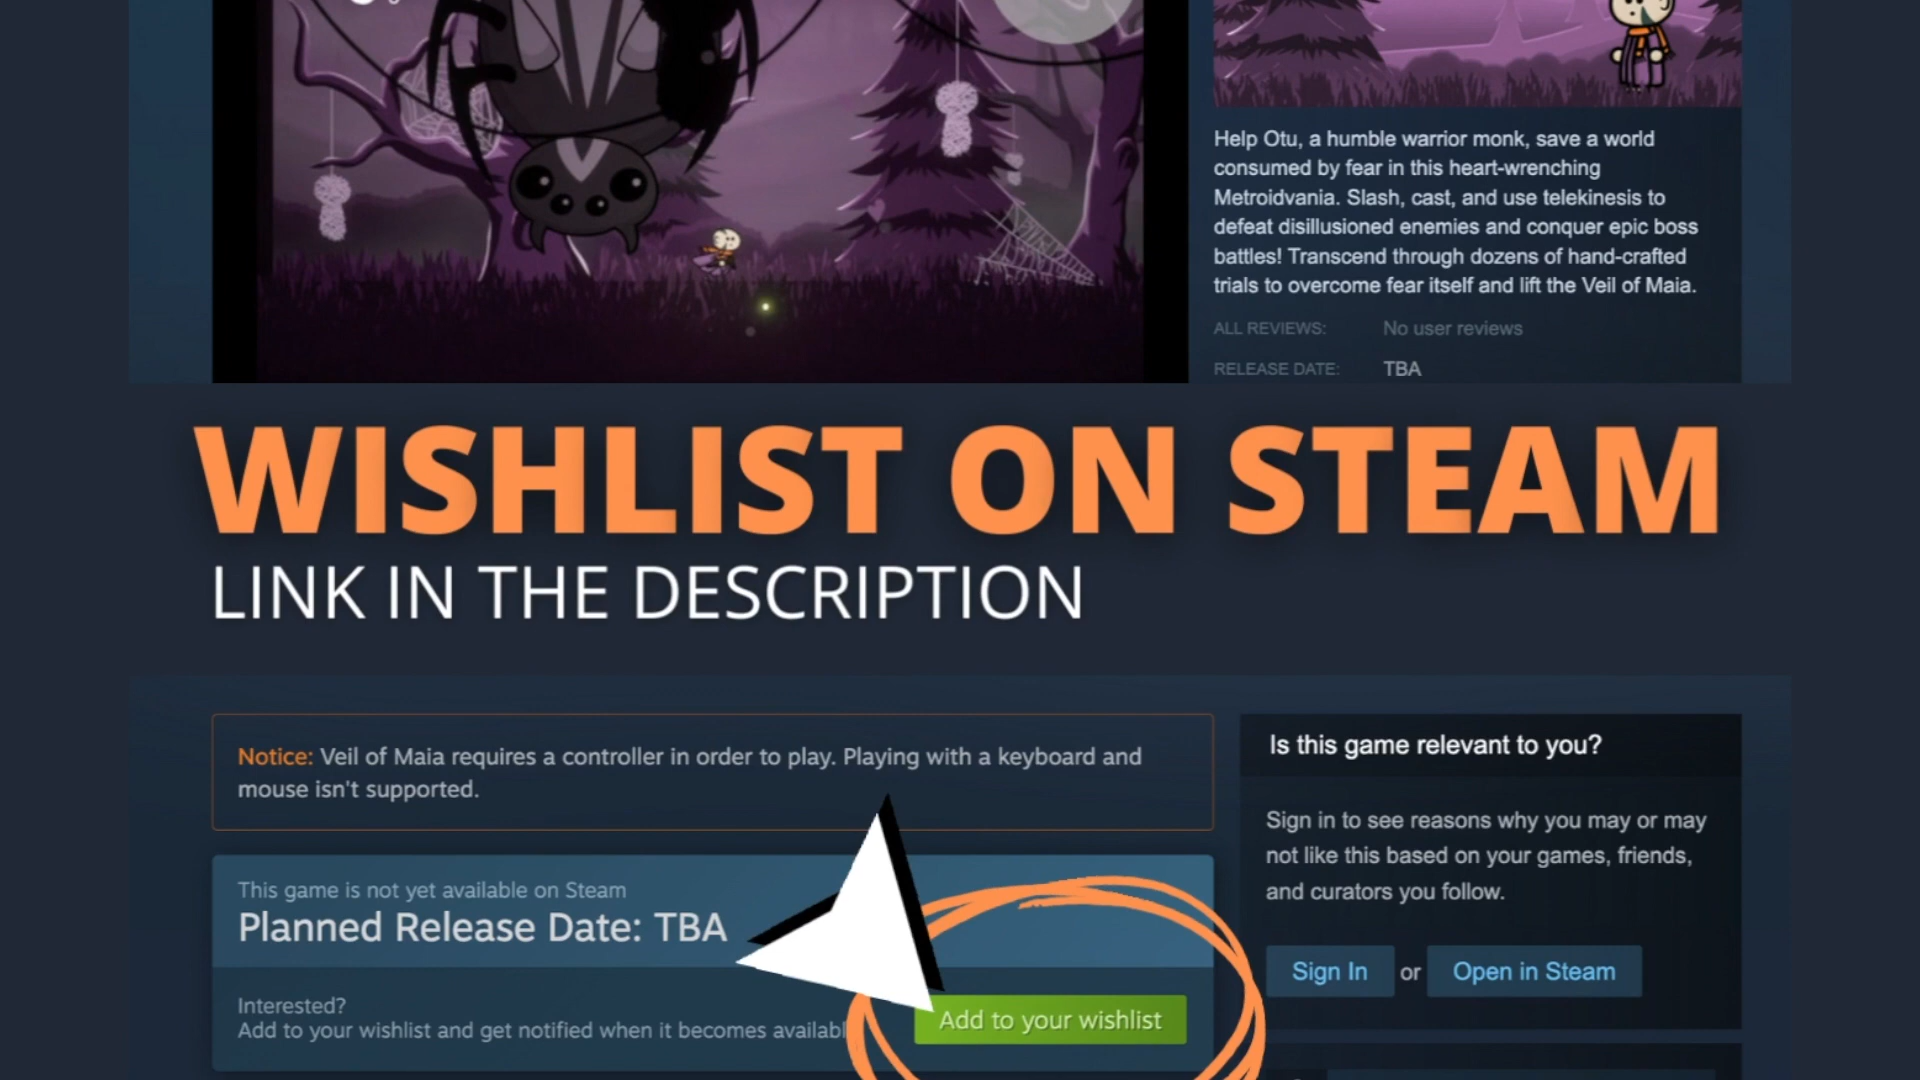 Help Otu, a humble warrior monk, save a world
consumed by fear in this heart-wrenching
Metroidvania. Slash, cast, and use telekinesis to
defeat disillusioned enemies and conquer epic boss
battles! Transcend through dozens of hand-crafted
trials to overcome fear itself and lift the Veil of Maia.
ALL REVIEWS: No user reviews
RELEASE DATE: TBA
WISHLIST ON STEAM
LINK IN THE DESCRIPTION
Notice: Veil of Maia requires a controller in order to play. Playing with a keyboard and
mouse isn't supported.
This game is not yet available on Steam
Planned Release Date: TBA
Interested?
Add to your wishlist and get notified when it becomes availabl
Add to your wishlist
Is this game relevant to you?
Sign in to see reasons why you may or may
not like this based on your games, friends,
and curators you follow.
Sign In or Open in Steam